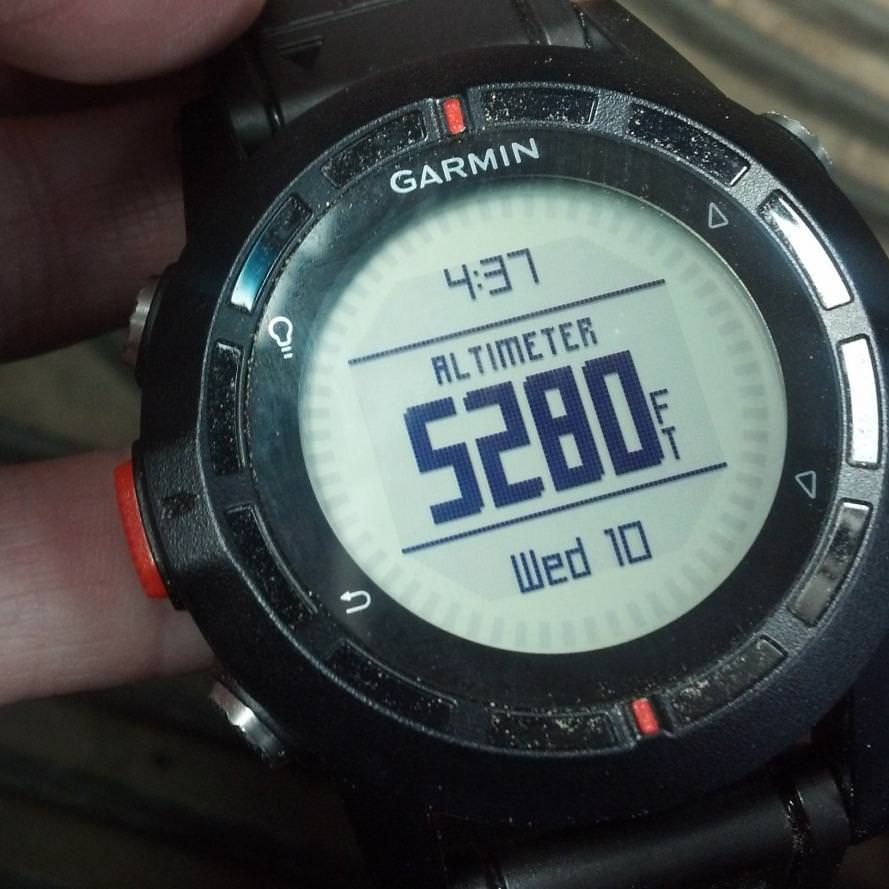 GARMIN
4:37
ALTIMETER
5280 FT
Wed 10